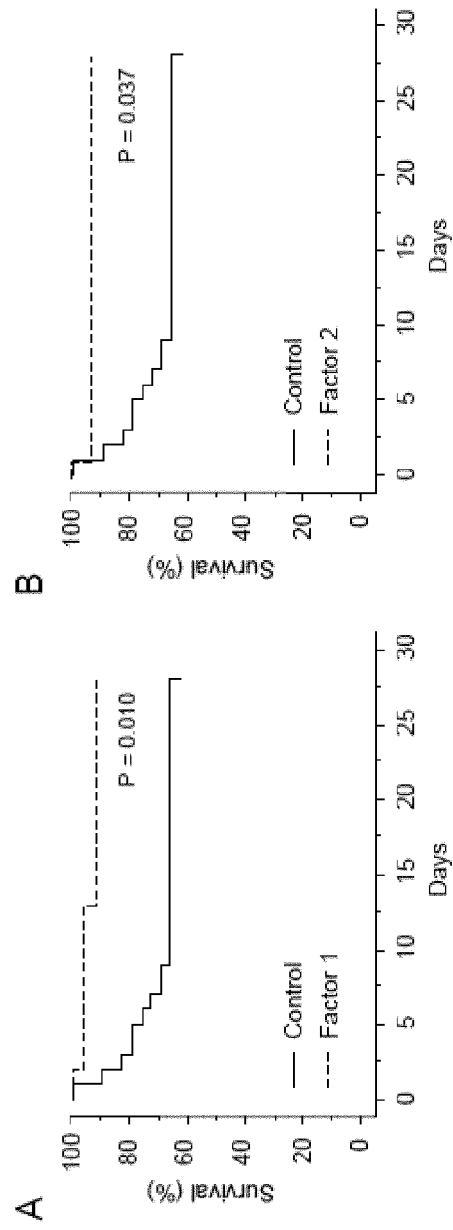 A
Survival (%)
100
80
60
40
20
0
P = 0.010
Control
Factor 1
0 5 10 15 20 25 30
Days
B
Survival (%)
100
80
60
40
20
0
P = 0.037
Control
Factor 2
0 5 10 15 20 25 30
Days